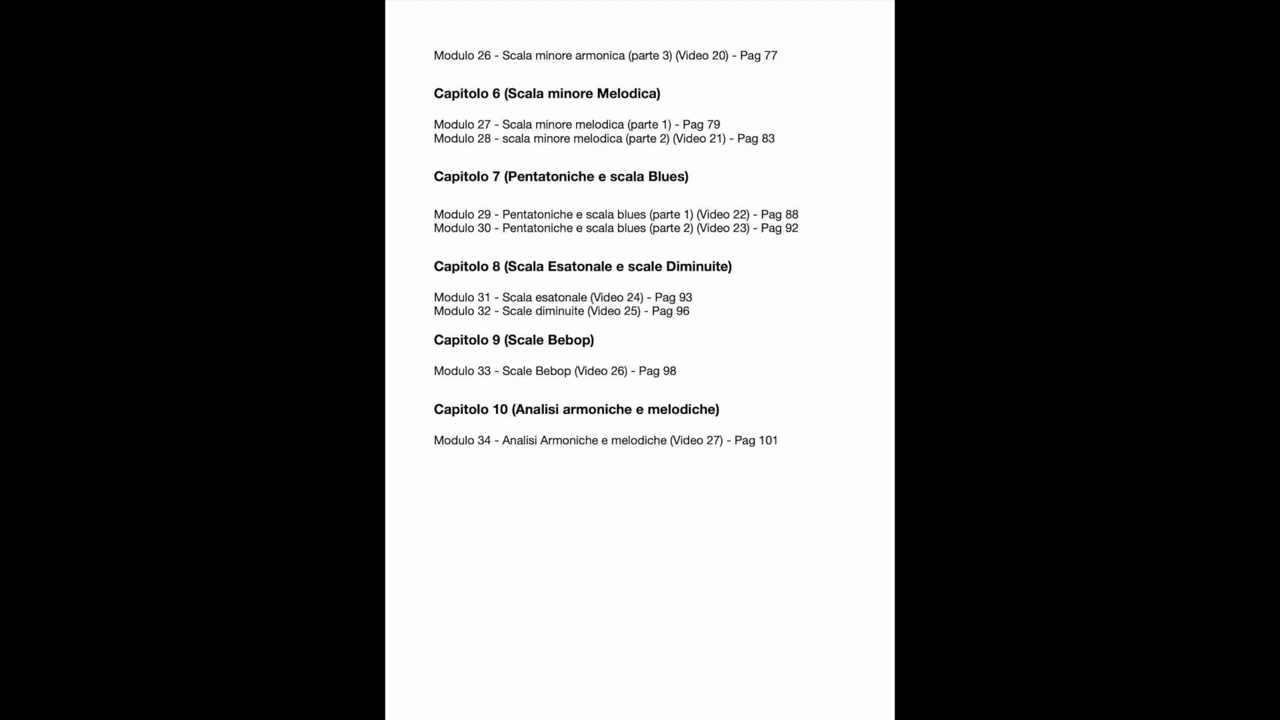 Modulo 26 - Scala minore armonica (parte 3) (Video 20) - Pag 77
Capitolo 6 (Scala minore Melodica)
Modulo 27 - Scala minore melodica (parte 1) - Pag 79
Modulo 28 - scala minore melodica (parte 2) (Video 21) - Pag 83
Capitolo 7 (Pentatoniche e scala Blues)
Modulo 29 - Pentatoniche e scala blues (parte 1) (Video 22) - Pag 88
Modulo 30 - Pentatoniche e scala blues (parte 2) (Video 23) - Pag 92
Capitolo 8 (Scala Esatonale e scale Diminuite)
Modulo 31 - Scala esatonale (Video 24) - Pag 93
Modulo 32 - Scale diminuite (Video 25) - Pag 96
Capitolo 9 (Scale Bebop)
Modulo 33 - Scale Bebop (Video 26) - Pag 98
Capitolo 10 (Analisi armoniche e melodiche)
Modulo 34 - Analisi Armoniche e melodiche (Video 27) - Pag 101